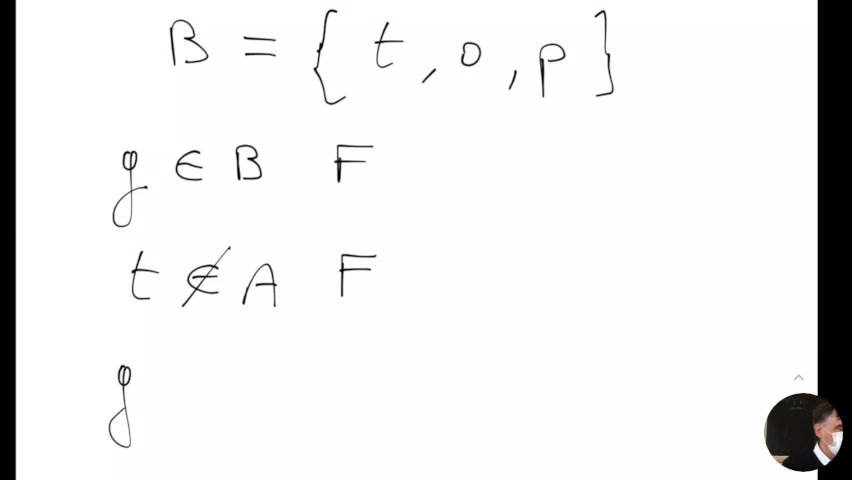 B = { t , o , p }
g ∈ B F
t ∉ A F
g